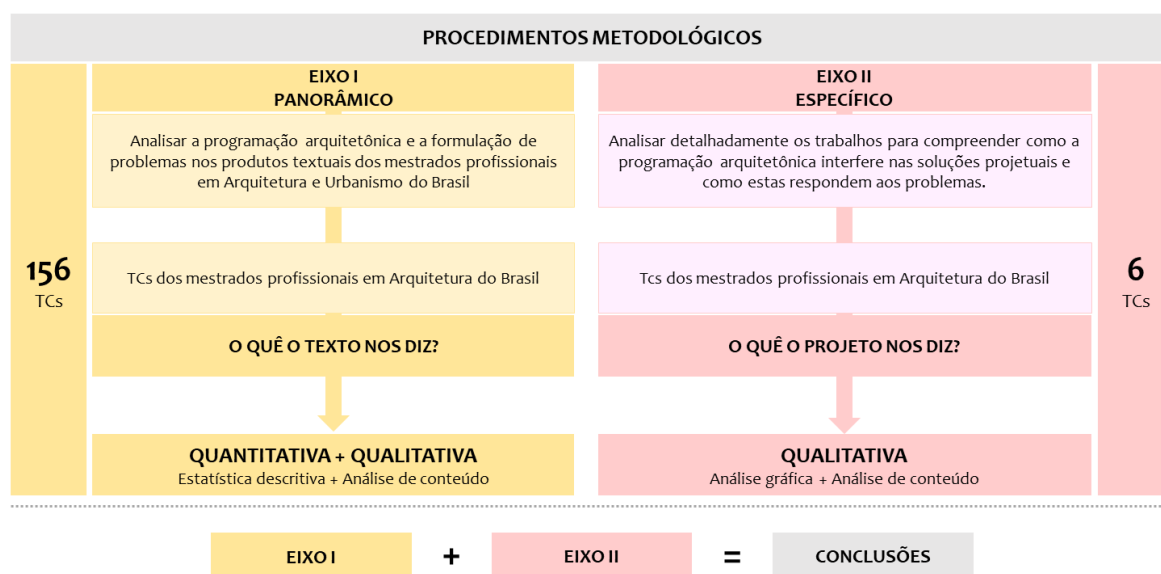 PROCEDIMENTOS METODOLÓGICOS
EIXO I
PANORÂMICO
Analisar a programação arquitetônica e a formulação de
problemas nos produtos textuais dos mestrados profissionais
em Arquitetura e Urbanismo do Brasil
156
TCs
TCs dos mestrados profissionais em Arquitetura do Brasil
O QUÊ O TEXTO NOS DIZ?
QUANTITATIVA + QUALITATIVA
Estatística descritiva + Análise de conteúdo
EIXO II
ESPECÍFICO
Analisar detalhadamente os trabalhos para compreender como a
programação arquitetônica interfere nas soluções projetuais e
como estas respondem aos problemas.
Tcs dos mestrados profissionais em Arquitetura do Brasil
6
TCs
O QUÊ O PROJETO NOS DIZ?
QUALITATIVA
Análise gráfica + Análise de conteúdo
EIXO I + EIXO II = CONCLUSÕES